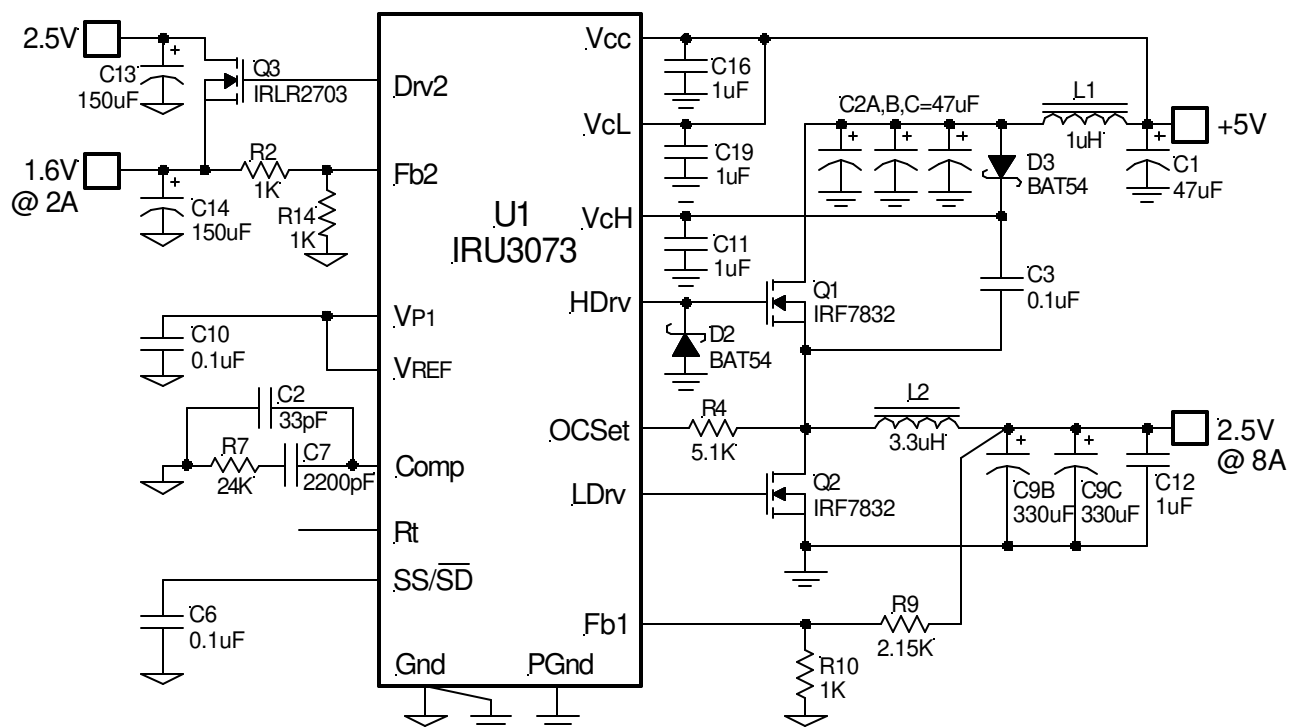 2.5V
C13
150uF
+
Q3
IRLR2703
1.6V
@ 2A
+
C14
150uF
R2
1K
R14
1K
C10
0.1uF
C2
33pF
R7
24K
C7
2200pF
C6
0.1uF
U1
IRU3073
Drv2
Fb2
VP1
VREF
Comp
Rt
SS/SD
Gnd
PGnd
Vcc
VcL
VcH
HDrv
OCSet
LDrv
Fb1
C16
1uF
C19
1uF
C11
1uF
C2A,B,C=47uF
+
+
+
L1
1uH
+5V
+
C1
47uF
D3
BAT54
C3
0.1uF
Q1
IRF7832
D2
BAT54
R4
5.1K
L2
3.3uH
2.5V
@ 8A
Q2
IRF7832
+
C9B
330uF
+
C9C
330uF
C12
1uF
R9
2.15K
R10
1K